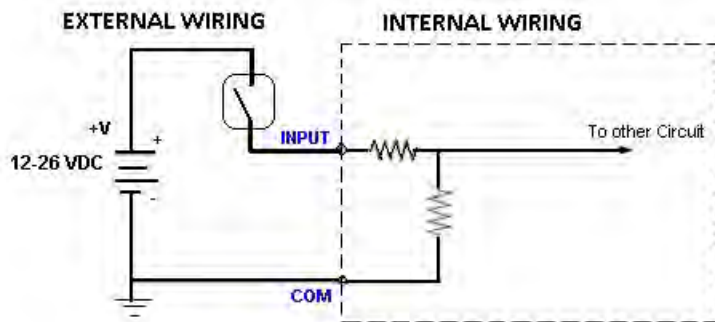 EXTERNAL WIRING
INTERNAL WIRING
+V
+
INPUT
To other Circuit
12-26 VDC
-
COM